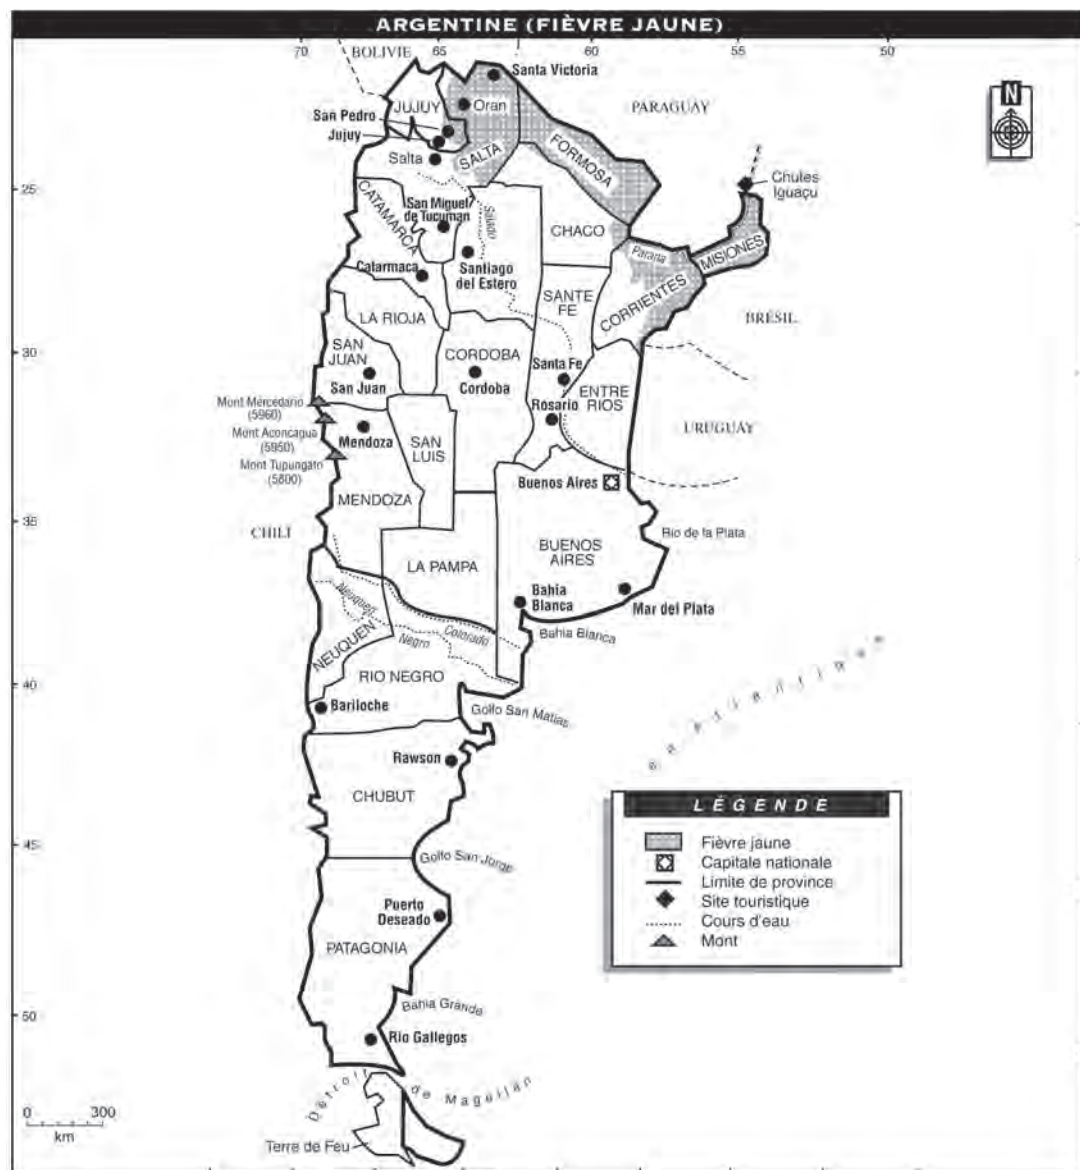 ARGENTINE (FIÈVRE JAUNE)
70
65
60
55
50
BOLIVIE
Santa Victoria
N
JUJUY
Oran
PARAGUAY
San Pedro
Jujuy
Salta
SALTA
FORMOSA
25
Chules
Iguaçu
CATAMARCA
San Miguel
de Tucuman
Salado
CHACO
MISIONES
Parana
Catarmaca
Santiago
del Estero
CORRIENTES
SANTE
FE
LA RIOJA
BRÉSIL
30
SAN
JUAN
CORDOBA
Santa Fe
San Juan
Cordoba
ENTRE
RIOS
Mont Mercedario
(5960)
Rosario
Mont Aconcagua
(5950)
Mendoza
SAN
LUIS
URUGUAY
Mont Tupungato
(5800)
Buenos Aires
MENDOZA
35
CHILI
Rio de la Plata
BUENOS
AIRES
LA PAMPA
Bahia
Blanca
Mar del Plata
Neuquen
Colorado
Negro
Bahia Blanca
NEUQUEN
RIO NEGRO
40
Bariloche
Golfo San Matias
Rawson
CHUBUT
LÉGENDE
Fièvre jaune
Capitale nationale
Limite de province
Site touristique
Cours d'eau
Mont
45
Golfo San Jorge
Puerto
Deseado
PATAGONIA
Bahia Grande
50
Rio Gallegos
Détroit de Magellan
0 300
km
Terra de Feu